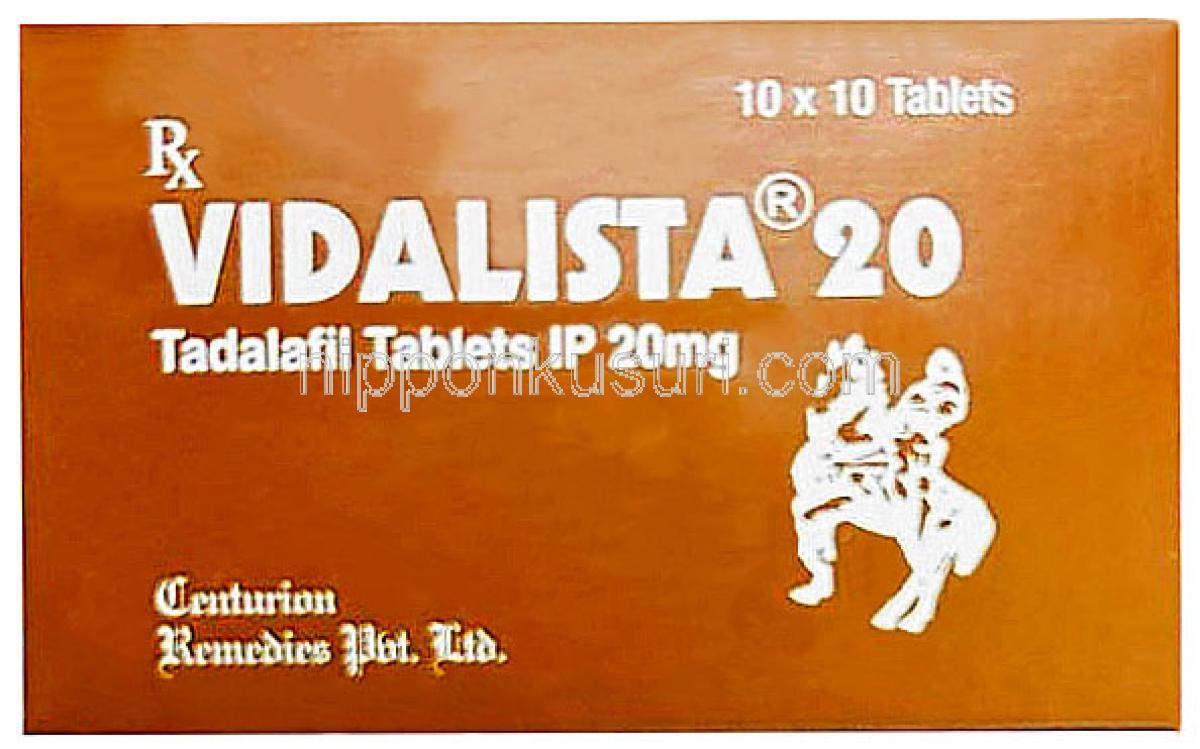 10 x 10 Tablets
Rx
VIDALISTA® 20
Tadalafil Tablets IP 20mg
nipponkusuri.com
Centurion
Remedies Pvt. Ltd.